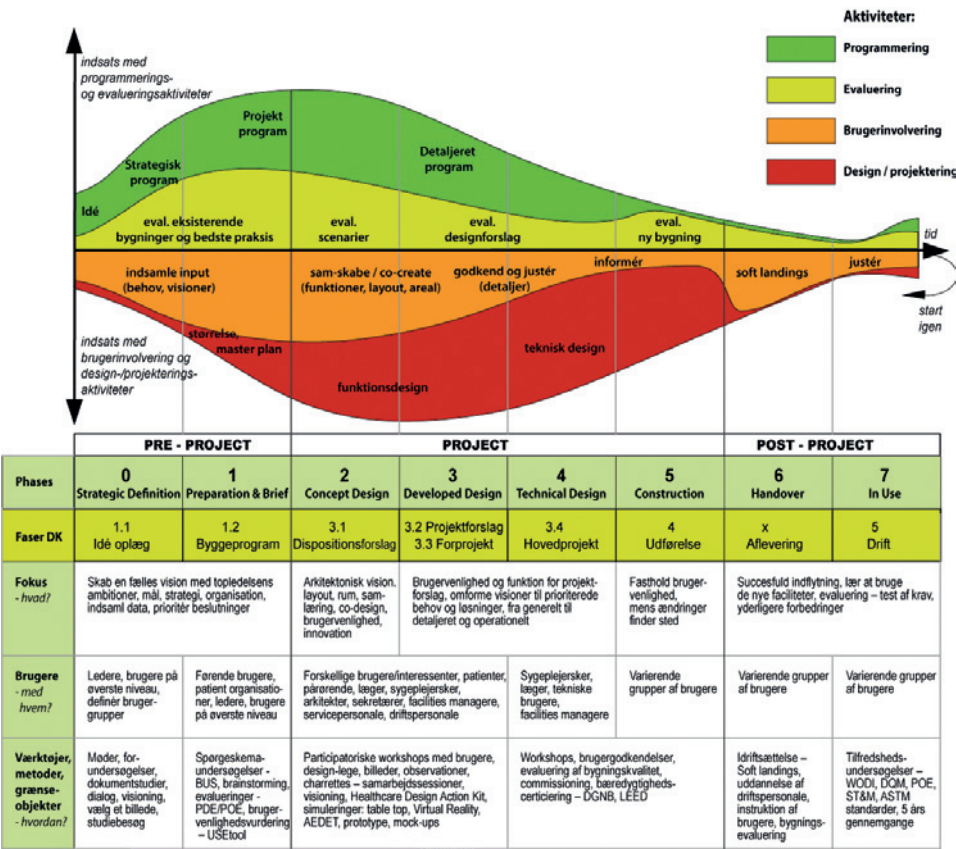 Aktiviteter:
Programmering
Evaluering
Brugerinvolvering
Design / projektering
indsats med
programmerings-
og evalueringsaktiviteter
Projekt
program
Detaljeret
program
Strategisk
program
Idé
eval. eksisterende
bygninger og bedste praksis
eval.
scenarier
eval.
designforslag
eval.
ny bygning
tid
indsamle input
(behov, visioner)
sam-skabe / co-create
(funktioner, layout, areal)
godkend og justér
(detaljer)
informér
soft landings
justér
start
igen
størrelse,
master plan
teknisk design
funktionsdesign
indsats med
brugerinvolvering og
design-/projekterings-
aktiviteter
PRE - PROJECT
PROJECT
POST - PROJECT
Phases
0
Strategic Definition
1
Preparation & Brief
2
Concept Design
3
Developed Design
4
Technical Design
5
Construction
6
Handover
7
In Use
Faser DK
1.1
Idé oplæg
1.2
Byggeprogram
3.1
Dispositionsforslag
3.2 Projektforslag
3.3 Forprojekt
3.4
Hovedprojekt
4
Udførelse
x
Aflevering
5
Drift
Fokus
- hvad?
Skab en fælles vision med topledelsens
ambitioner, mål, strategi, organisation,
indsaml data, prioritér beslutninger
Arkitektonisk vision.
layout, rum, sam-
læring, co-design,
brugervenlighed,
innovation
Brugervenlighed og funktion for projekt-
forslag, omforme visioner til prioriterede
behov og løsninger, fra generelt til
detaljeret og operationelt
Fasthold bruger-
venlighed,
mens ændringer
finder sted
Succesfuld indflytning, lær at bruge
de nye faciliteter, evaluering – test af krav,
yderligere forbedringer
Brugere
- med
hvem?
Ledere, brugere på
øverste niveau,
definér bruger-
grupper
Førende brugere,
patient organisatio-
ner, ledere, brugere
på øverste niveau
Forskellige brugere/interessenter, patienter,
pårørende, læger, sygeplejersker,
arkitekter, sekretærer, facilities managere,
servicepersonale, driftspersonale
Sygeplejersker,
læger, tekniske
brugere,
facilities managere
Varierende
grupper af brugere
Varierende grupper
af brugere
Varierende grupper
af brugere
Værktøjer,
metoder,
grænse-
objekter
- hvordan?
Møder, for-
undersøgelser,
dokumentstudier,
dialog, visioning,
vælg et billede,
studiebesøg
Spørgeskema-
undersøgelser -
BUS, brainstorming,
evalueringer -
PDE/POE, bruger-
venlighedsvurdering
– USEtool
Participatoriske workshops med brugere,
design-lege, billeder, observationer,
charrettes – samarbejdssessioner,
visioning, Healthcare Design Action Kit,
simuleringer: table top, Virtual Reality,
AEDET, prototype, mock-ups
Workshops, brugergodkendelser,
evaluering af bygningskvalitet,
commissioning, bæredygtigheds-
certiciering – DGNB, LEED
Idriftsættelse –
Soft landings,
uddannelse af
driftspersonale,
instruktion af
brugere, bygnings-
evaluering
Tilfredsheds-
undersøgelser –
WODI, DQM, POE,
ST&M, ASTM
standarder, 5 års
gennemgange